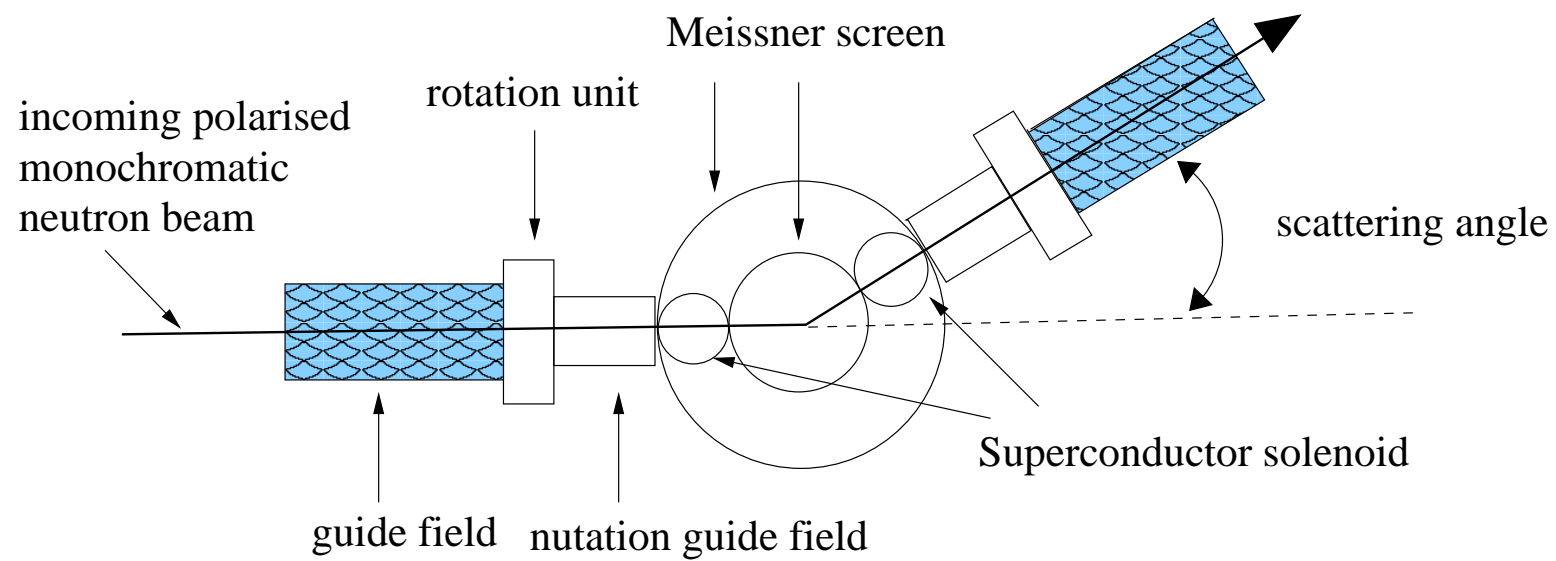 Meissner screen
rotation unit
incoming polarised
monochromatic
neutron beam
scattering angle
Superconductor solenoid
guide field
nutation guide field